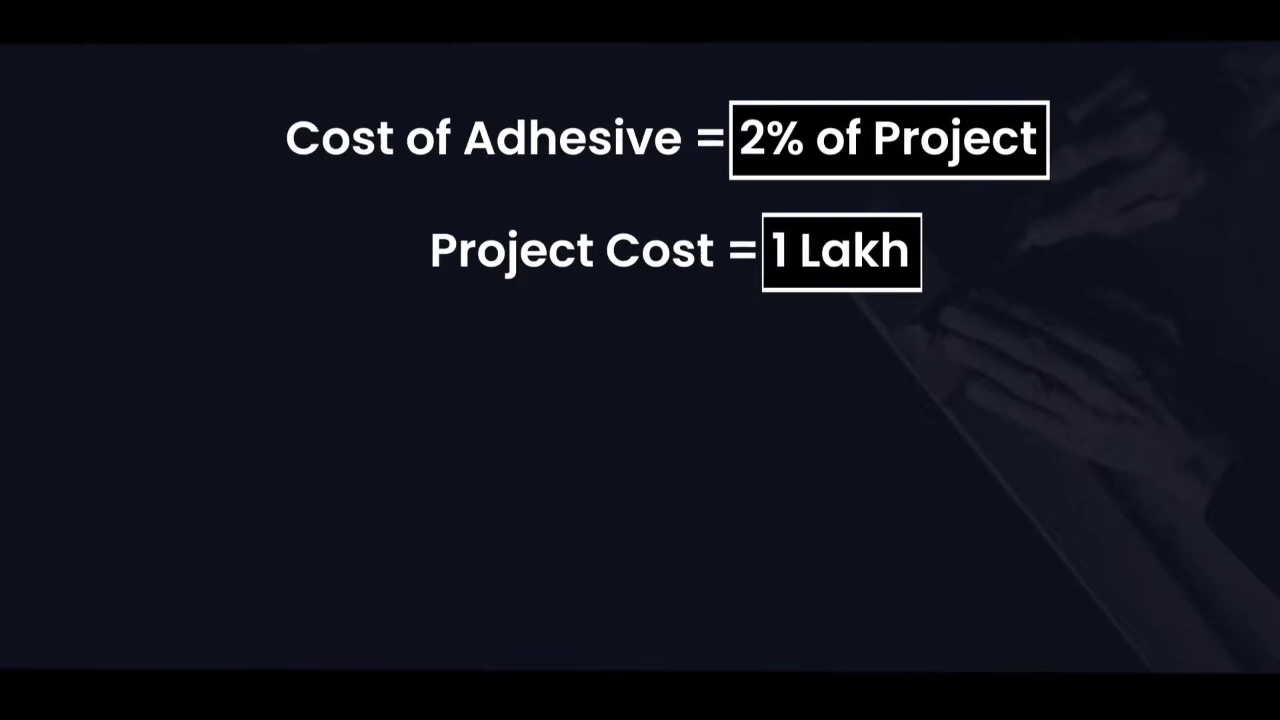 Cost of Adhesive = 2% of Project
Project Cost = 1 Lakh